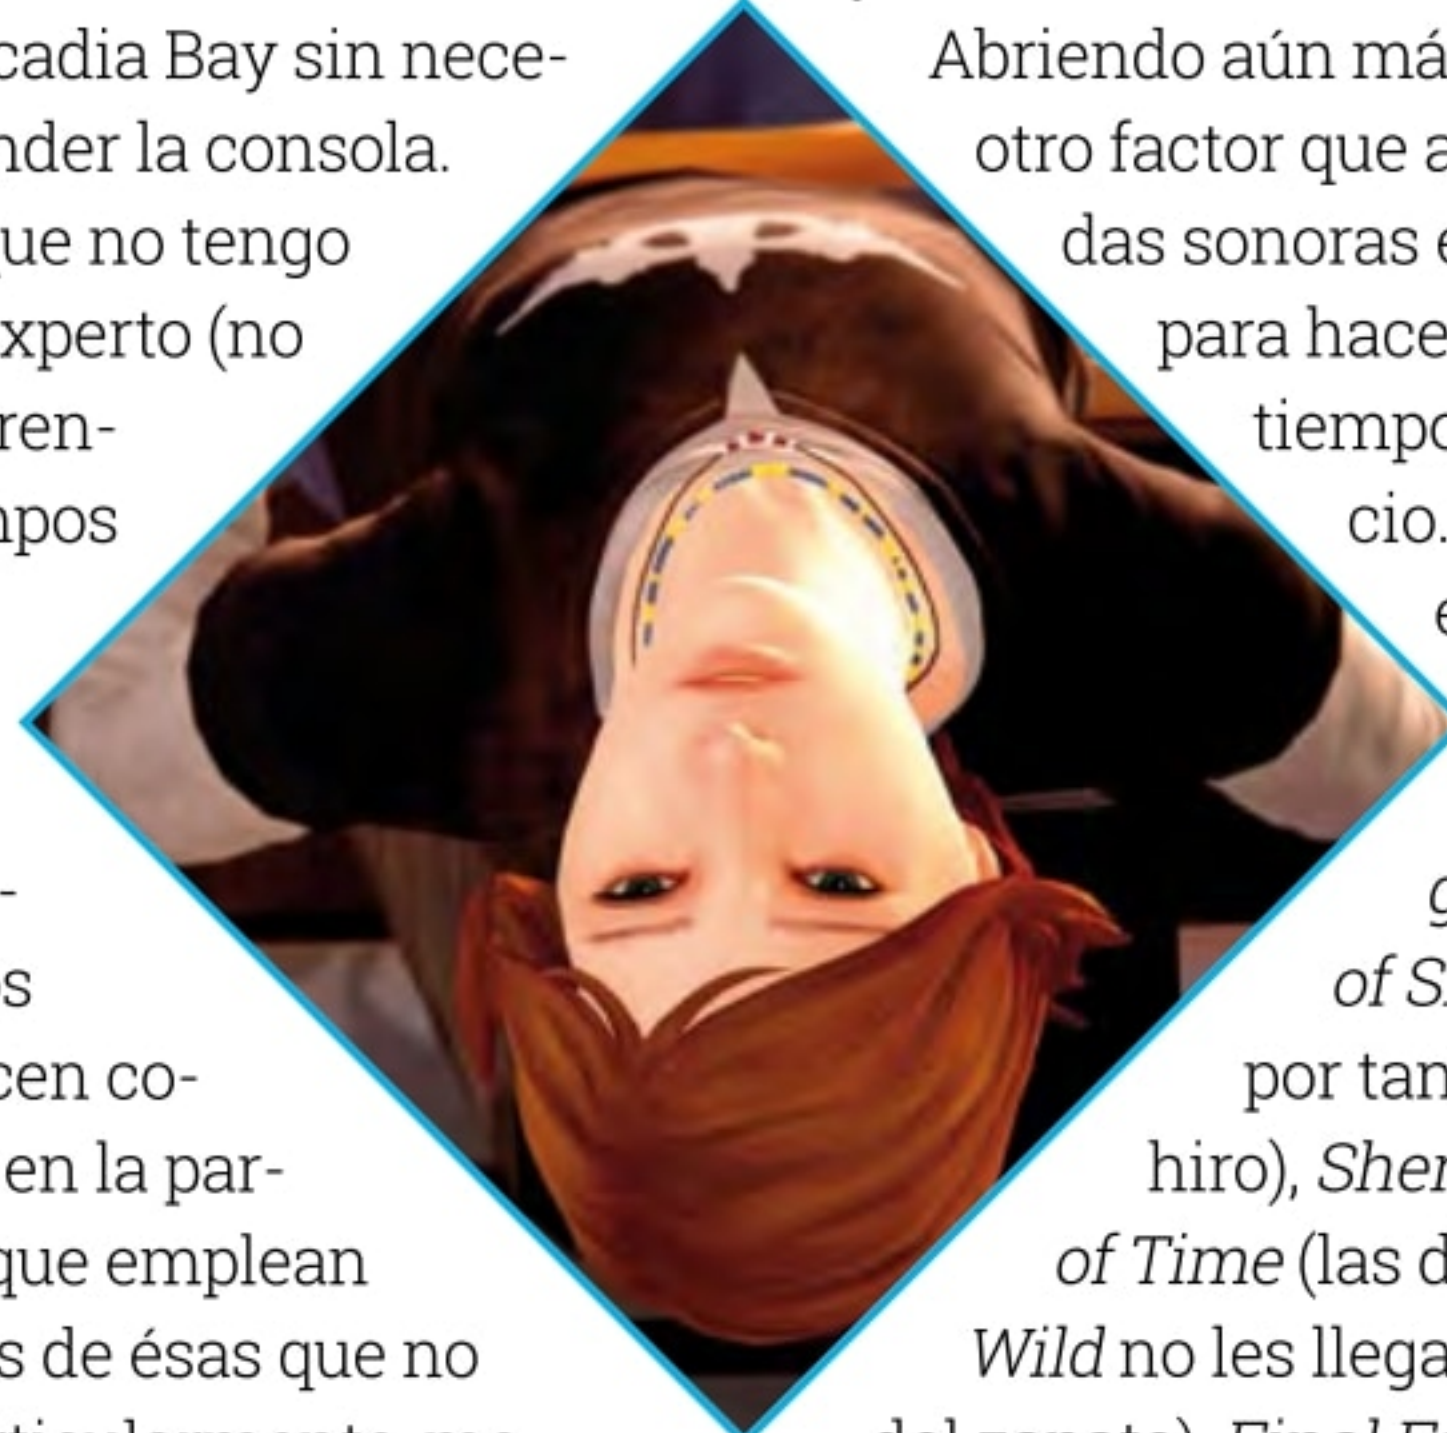 cadia Bay sin nece-
nder la consola.
ue no tengo
xperto (no
ren-
mpos
-
os
cen co-
en la par-
que emplean
s de ésas que no
Abriendo aún má
otro factor que a
das sonoras e
para hace
tiempo
cio.
e
g
of S
por tan
hiro), Sher
of Time (las d
Wild no les llega